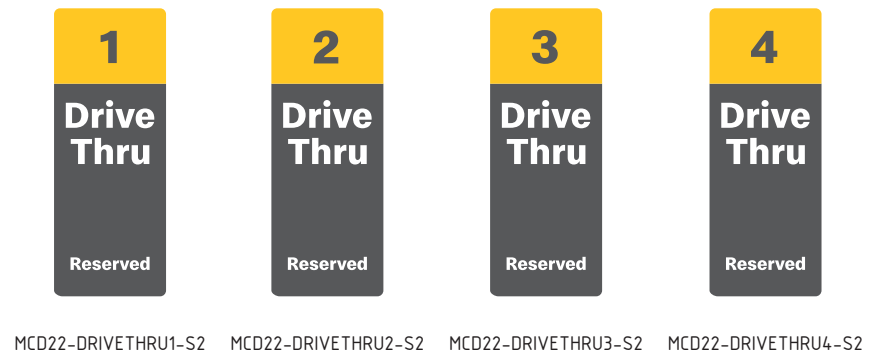 1
Drive
Thru
Reserved
MCD22-DRIVETHRU1-S2
2
Drive
Thru
Reserved
MCD22-DRIVETHRU2-S2
3
Drive
Thru
Reserved
MCD22-DRIVETHRU3-S2
4
Drive
Thru
Reserved
MCD22-DRIVETHRU4-S2